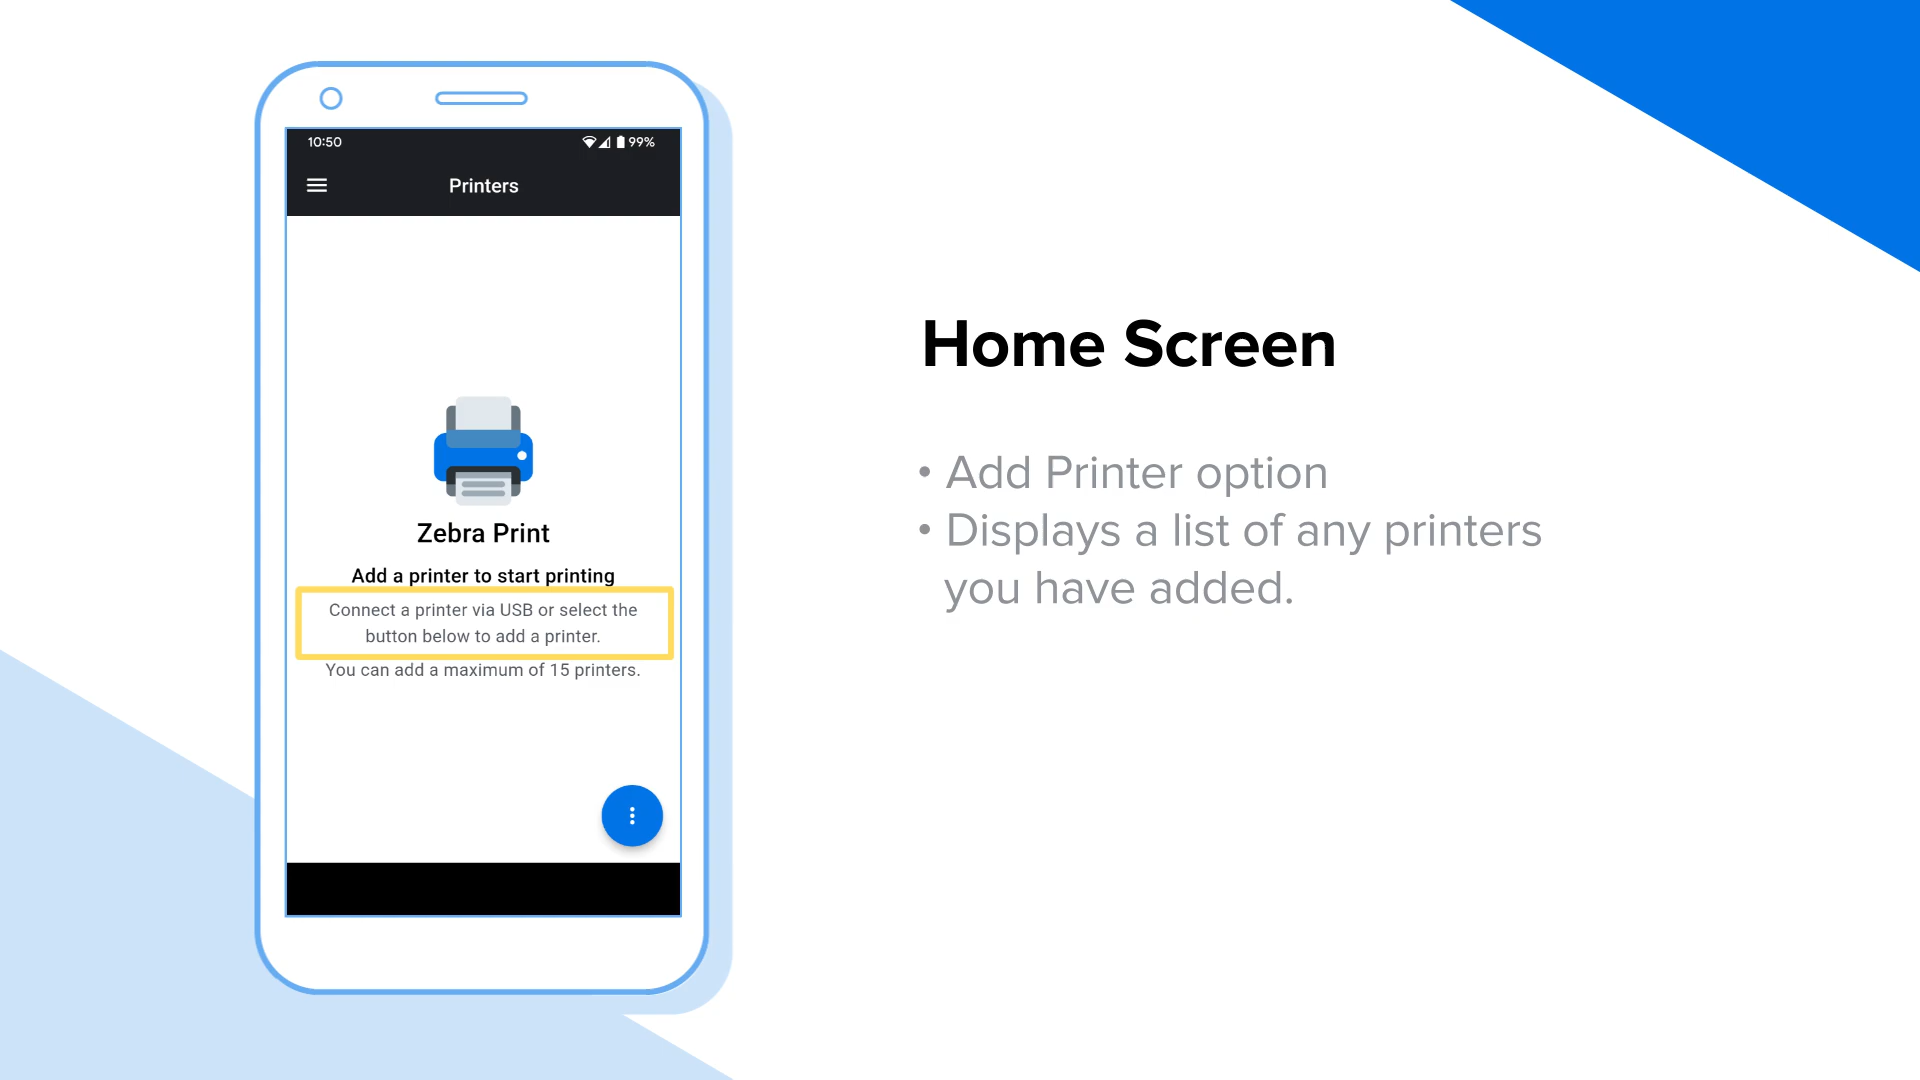 10:50
99%
Printers
Zebra Print
Add a printer to start printing
Connect a printer via USB or select the
button below to add a printer.
You can add a maximum of 15 printers.
Home Screen
• Add Printer option
• Displays a list of any printers
you have added.